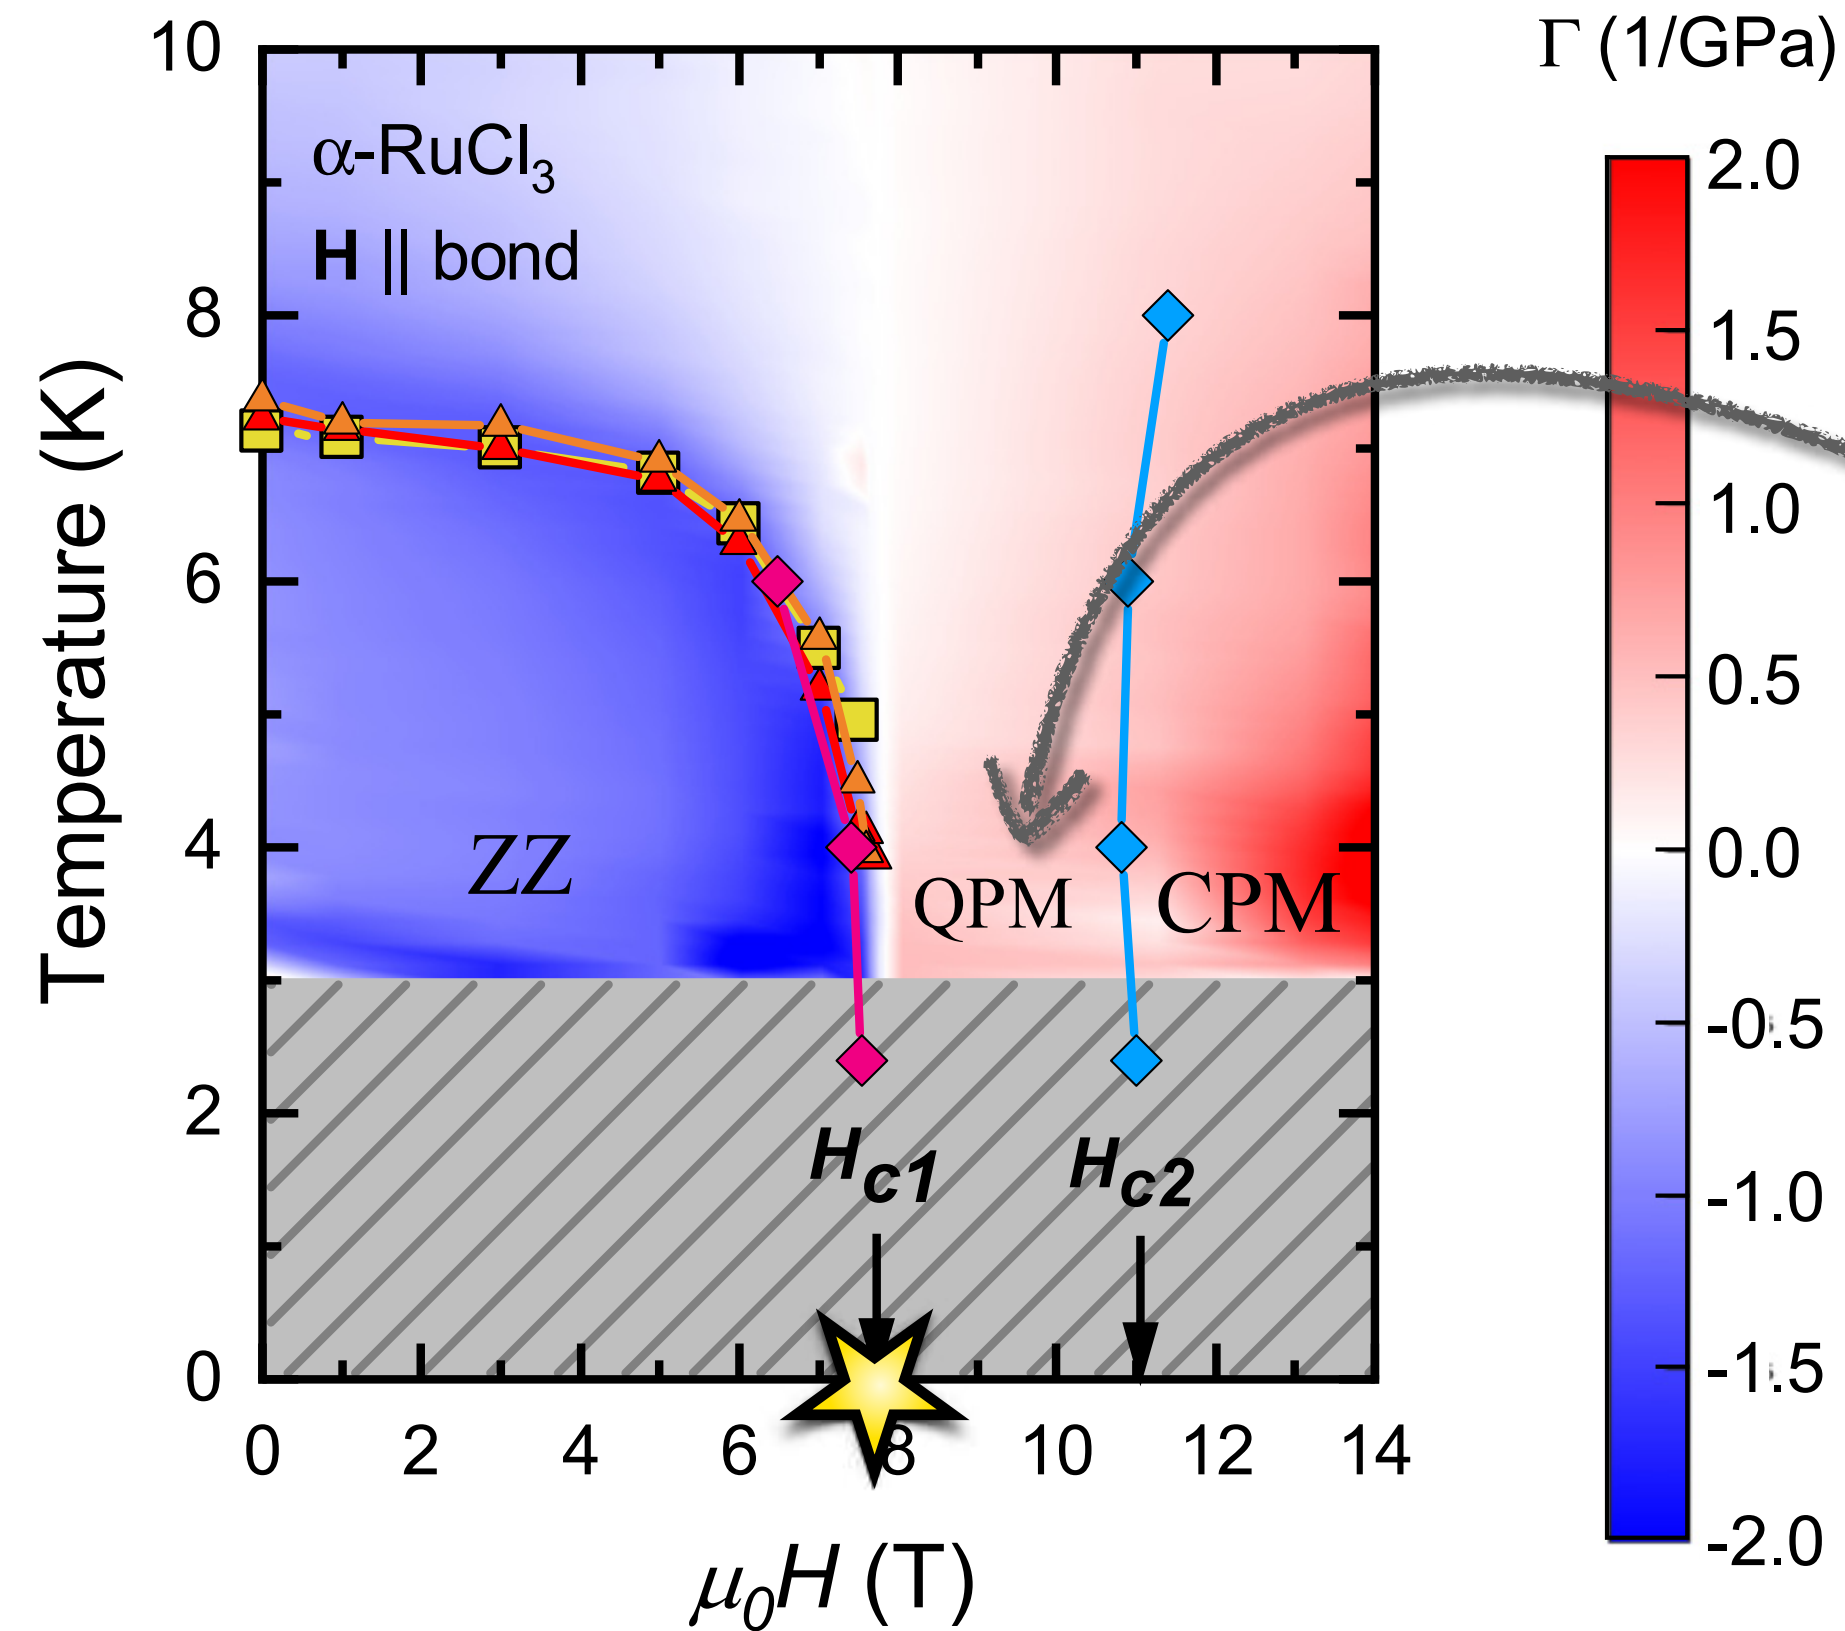 Γ (1/GPa)
10
8
6
4
2
0
Temperature (K)
α-RuCl₃
H || bond
ZZ
QPM
CPM
Hc1
Hc2
0 2 4 6 8 10 12 14
μ₀H (T)
2.0
1.5
1.0
0.5
0.0
-0.5
-1.0
-1.5
-2.0